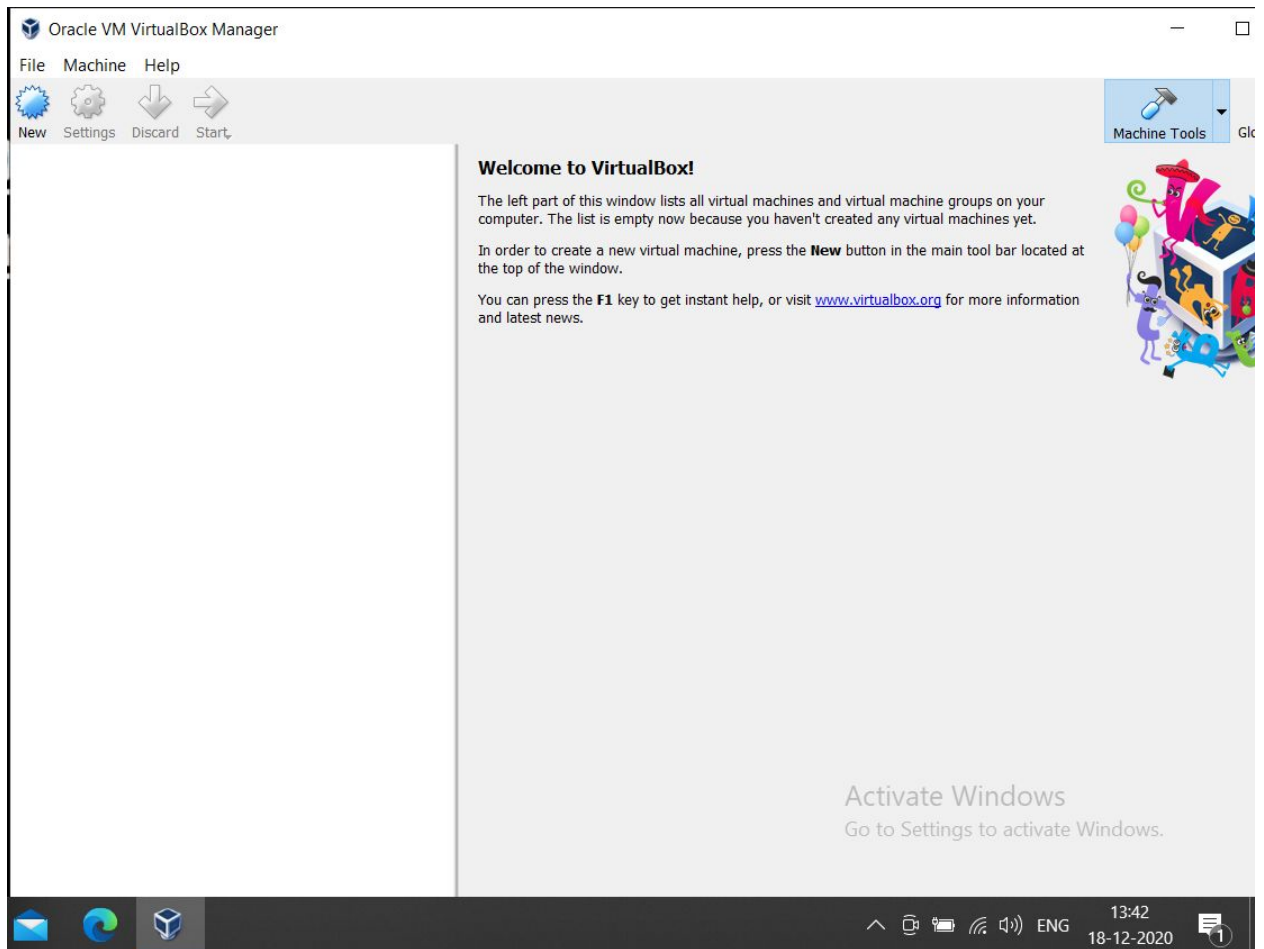 Oracle VM VirtualBox Manager
File Machine Help
New Settings Discard Start
Machine Tools
Welcome to VirtualBox!
The left part of this window lists all virtual machines and virtual machine groups on your
computer. The list is empty now because you haven't created any virtual machines yet.
In order to create a new virtual machine, press the New button in the main tool bar located at
the top of the window.
You can press the F1 key to get instant help, or visit www.virtualbox.org for more information
and latest news.
Activate Windows
Go to Settings to activate Windows.
ENG
13:42
18-12-2020
1